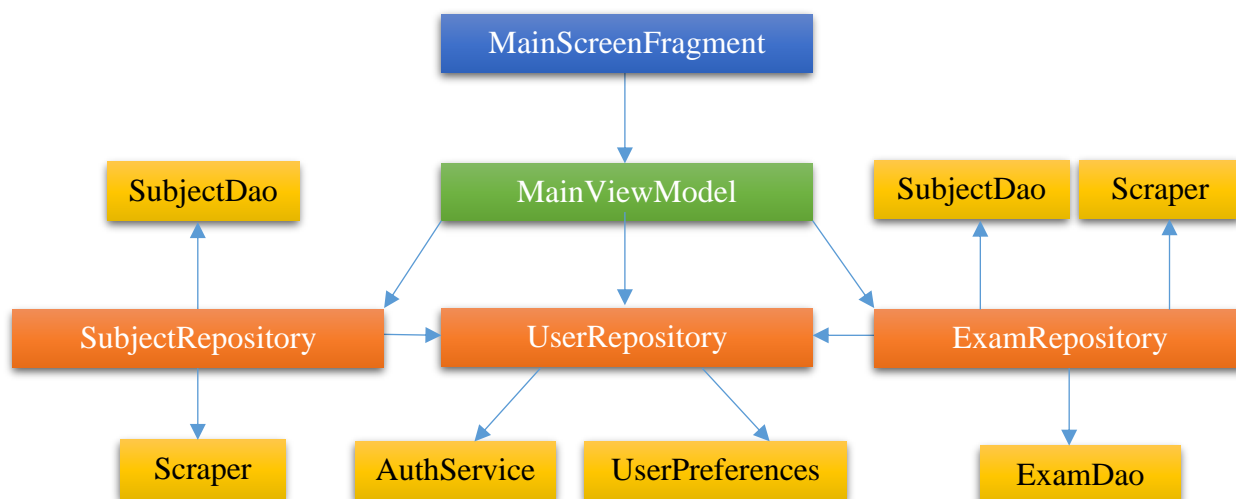 MainScreenFragment
SubjectDao
MainViewModel
SubjectDao
Scraper
SubjectRepository
UserRepository
ExamRepository
Scraper
AuthService
UserPreferences
ExamDao